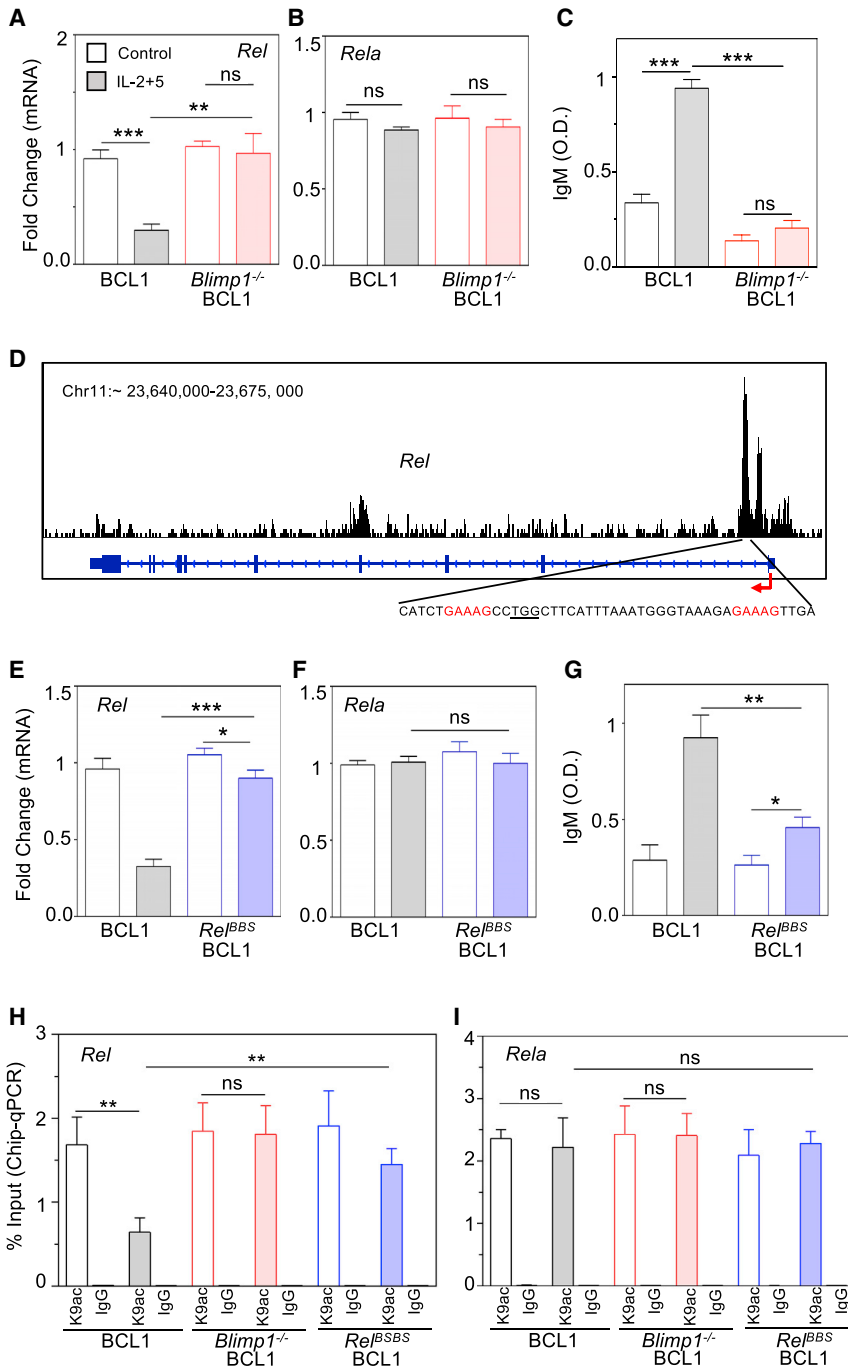 A
Rel
Control
IL-2+5
ns
**
***
Fold Change (mRNA)
2
1
0.0
BCL1
Blimp1-/-
BCL1
B
Rela
ns
ns
1.5
1
0.5
0.0
BCL1
Blimp1-/-
BCL1
C
***
***
ns
IgM (O.D.)
1
0.5
0.0
BCL1
Blimp1-/-
BCL1
D
Chr11:~ 23,640,000-23,675, 000
Rel
CATCTGAAAGCCTGGCTTCATTTAAATGGGTAAAGAGAAAGTTGA
E
Rel
***
*
Fold Change (mRNA)
1.5
1
0.5
0.0
BCL1
RelBBS
BCL1
F
Rela
ns
1.5
1
0.5
0.0
BCL1
RelBBS
BCL1
G
**
*
IgM (O.D.)
1
0.5
0.0
BCL1
RelBBS
BCL1
H
Rel
**
ns
**
% Input (Chip-qPCR)
3
2
1
0
K9ac IgG K9ac IgG K9ac IgG K9ac IgG K9ac IgG K9ac IgG
BCL1
Blimp1-/-
BCL1
RelBSBS
BCL1
I
Rela
ns
ns
ns
4
3
2
1
0
K9ac IgG K9ac IgG K9ac IgG K9ac IgG K9ac IgG K9ac IgG
BCL1
Blimp1-/-
BCL1
RelBBS
BCL1